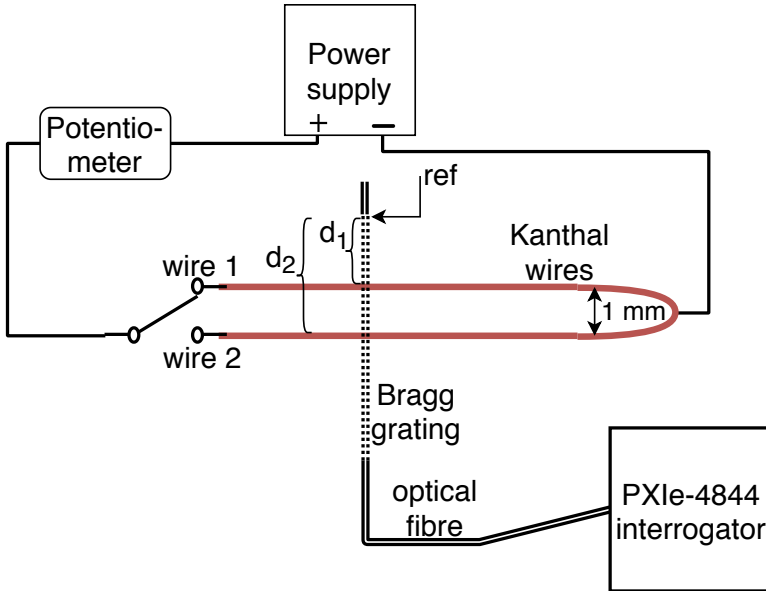 Power
supply
+ −
Potentio-
meter
ref
d1
d2
Kanthal
wires
wire 1
1 mm
wire 2
Bragg
grating
optical
fibre
PXIe-4844
interrogator